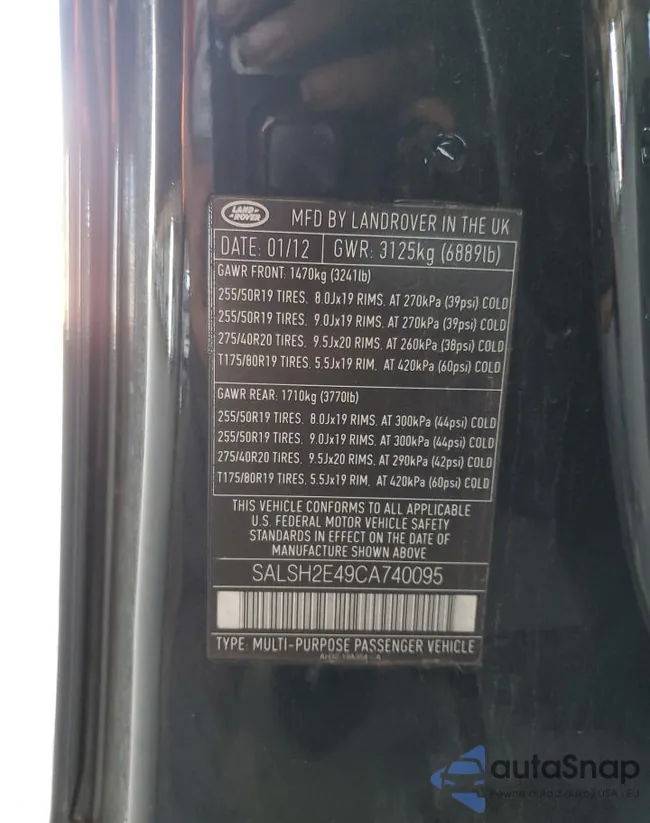 LAND-
-ROVER
MFD BY LANDROVER IN THE UK
DATE: 01/12 GWR: 3125kg (6889lb)
GAWR FRONT: 1470kg (3241lb)
255/50R19 TIRES, 8.0Jx19 RIMS, AT 270kPa (39psi) COLD
255/50R19 TIRES, 9.0Jx19 RIMS, AT 270kPa (39psi) COLD
275/40R20 TIRES, 9.5Jx20 RIMS, AT 260kPa (38psi) COLD
T175/80R19 TIRES, 5.5Jx19 RIM, AT 420kPa (60psi) COLD
GAWR REAR: 1710kg (3770lb)
255/50R19 TIRES, 8.0Jx19 RIMS, AT 300kPa (44psi) COLD
255/50R19 TIRES, 9.0Jx19 RIMS, AT 300kPa (44psi) COLD
275/40R20 TIRES, 9.5Jx20 RIMS, AT 290kPa (42psi) COLD
T175/80R19 TIRES, 5.5Jx19 RIM, AT 420kPa (60psi) COLD
THIS VEHICLE CONFORMS TO ALL APPLICABLE
U.S. FEDERAL MOTOR VEHICLE SAFETY
STANDARDS IN EFFECT ON THE DATE OF
MANUFACTURE SHOWN ABOVE
SALSH2E49CA740095
TYPE: MULTI-PURPOSE PASSENGER VEHICLE
autoSnap